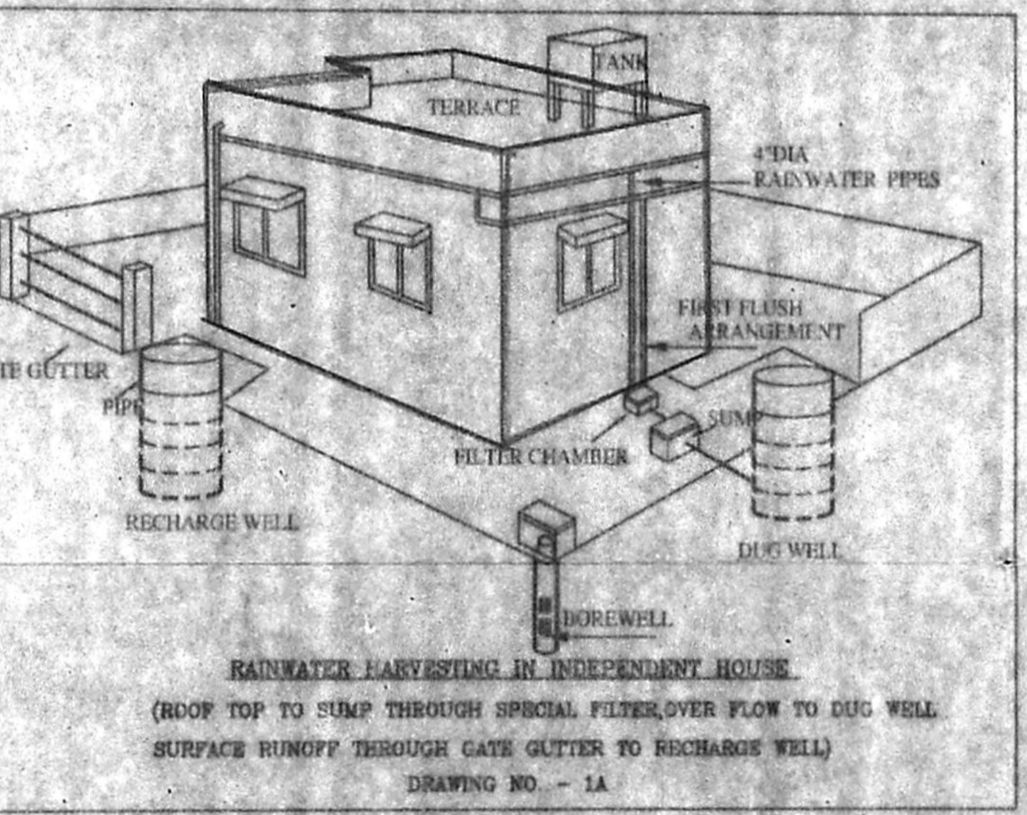 TANK
TERRACE
4"DIA
RAINWATER PIPES
FIRST FLUSH
ARRANGEMENT
TE GUTTER
PIPE
SUMP
FILTER CHAMBER
RECHARGE WELL
DUG WELL
BOREWELL
RAINWATER HARVESTING IN INDEPENDENT HOUSE
(ROOF TOP TO SUMP THROUGH SPECIAL FILTER,OVER FLOW TO DUG WELL
SURFACE RUNOFF THROUGH GATE GUTTER TO RECHARGE WELL)
DRAWING NO - 1A